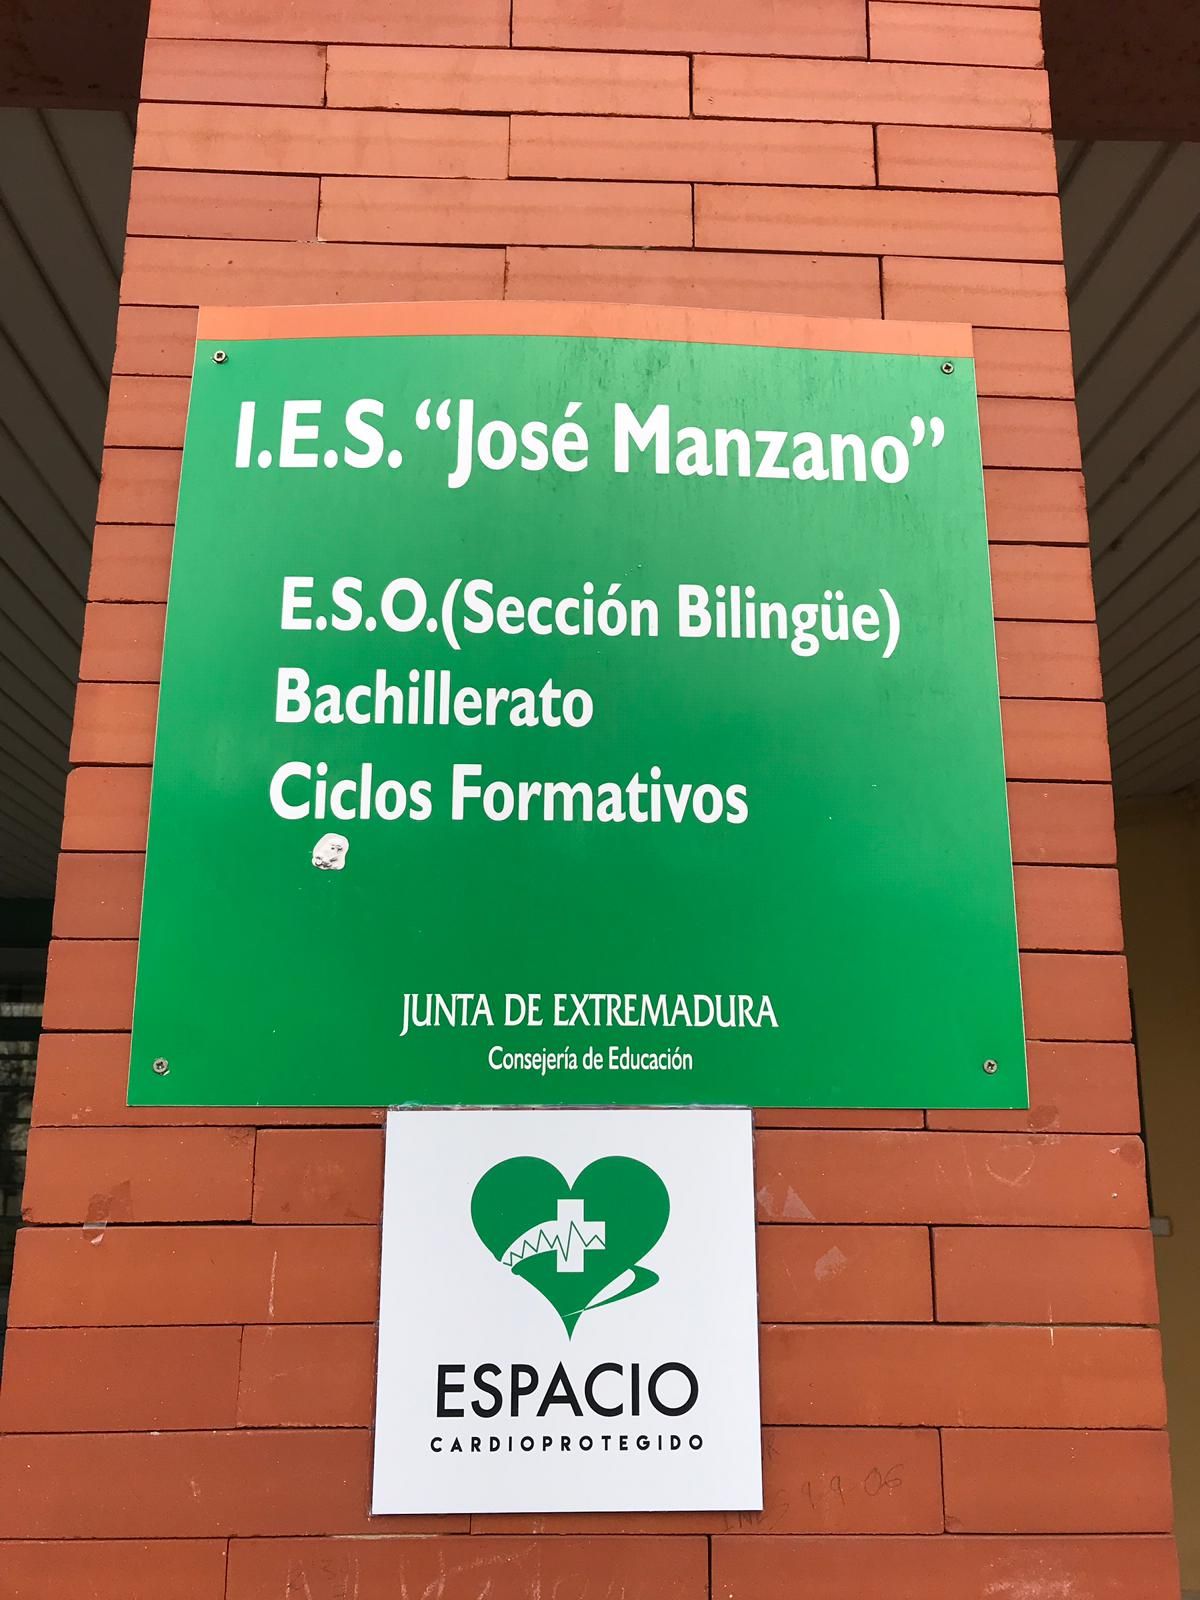 I.E.S. “José Manzano”
E.S.O.(Sección Bilingüe)
Bachillerato
Ciclos Formativos
JUNTA DE EXTREMADURA
Consejería de Educación
ESPACIO
CARDIOPROTEGIDO